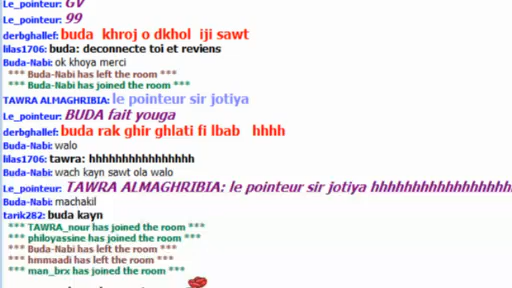 Le_pointeur: GV
Le_pointeur: 99
derbghallef: buda khroj o dkhol iji sawt
lilas1706: buda: deconnecte toi et reviens
Buda-Nabi: ok khoya merci
*** Buda-Nabi has left the room ***
*** Buda-Nabi has joined the room ***
TAWRA ALMAGHRIBIA: le pointeur sir jotiya
Le_pointeur: BUDA fait youga
derbghallef: buda rak ghir ghlati fi lbab hhhh
Buda-Nabi: walo
lilas1706: tawra: hhhhhhhhhhhhhhhh
Buda-Nabi: wach kayn sawt ola walo
Le_pointeur: TAWRA ALMAGHRIBIA: le pointeur sir jotiya hhhhhhhhhhhhhhhhh
Buda-Nabi: machakil
tarik282: buda kayn
*** TAWRA_nour has joined the room ***
*** philoyassine has joined the room ***
*** Buda-Nabi has left the room ***
*** hmmaadi has left the room ***
*** man_brx has joined the room ***